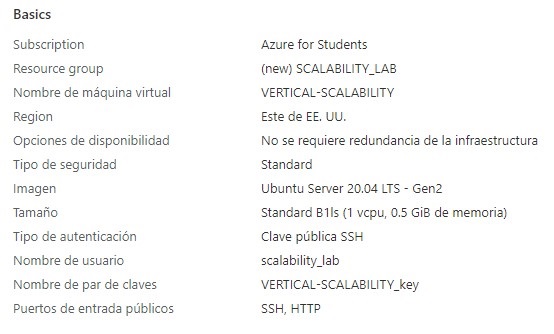 Basics
Subscription Azure for Students
Resource group (new) SCALABILITY_LAB
Nombre de máquina virtual VERTICAL-SCALABILITY
Region Este de EE. UU.
Opciones de disponibilidad No se requiere redundancia de la infraestructura
Tipo de seguridad Standard
Imagen Ubuntu Server 20.04 LTS - Gen2
Tamaño Standard B1ls (1 vcpu, 0.5 GiB de memoria)
Tipo de autenticación Clave pública SSH
Nombre de usuario scalability_lab
Nombre de par de claves VERTICAL-SCALABILITY_key
Puertos de entrada públicos SSH, HTTP